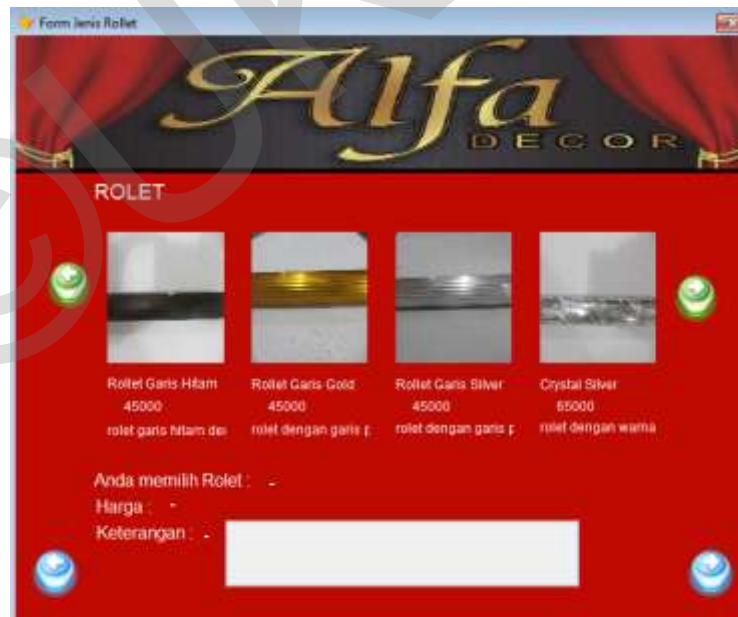 Form Jenis Rollet
Alfa
DECOR
ROLET
Rollet Garis Hitam
45000
rolet garis hitam de
Rollet Garis Gold
45000
rolet dengan garis p
Rollet Garis Silver
45000
rolet dengan garis p
Crystal Silver
65000
rolet dengan warna
Anda memilih Rolet : -
Harga : -
Keterangan : -